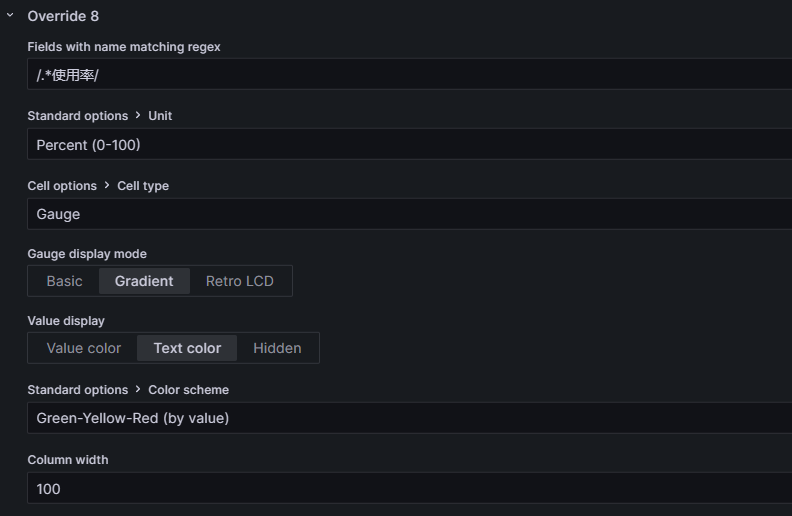 Override 8
Fields with name matching regex
/.*使用率/
Standard options > Unit
Percent (0-100)
Cell options > Cell type
Gauge
Gauge display mode
Basic Gradient Retro LCD
Value display
Value color Text color Hidden
Standard options > Color scheme
Green-Yellow-Red (by value)
Column width
100